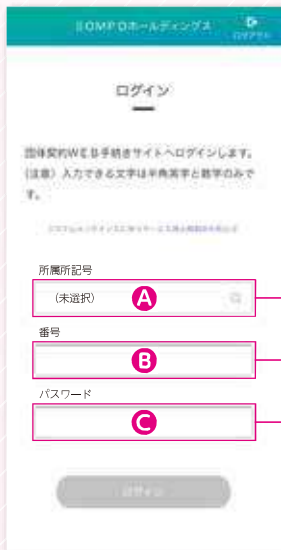 SOMPOホールディングス
ログアウト
ログイン
団体契約WEB手続きサイトへログインします。
(注意) 入力できる文字は半角英字と数字のみで
す。
所属所記号
(未選択)
A
番号
B
パスワード
C
ログイン